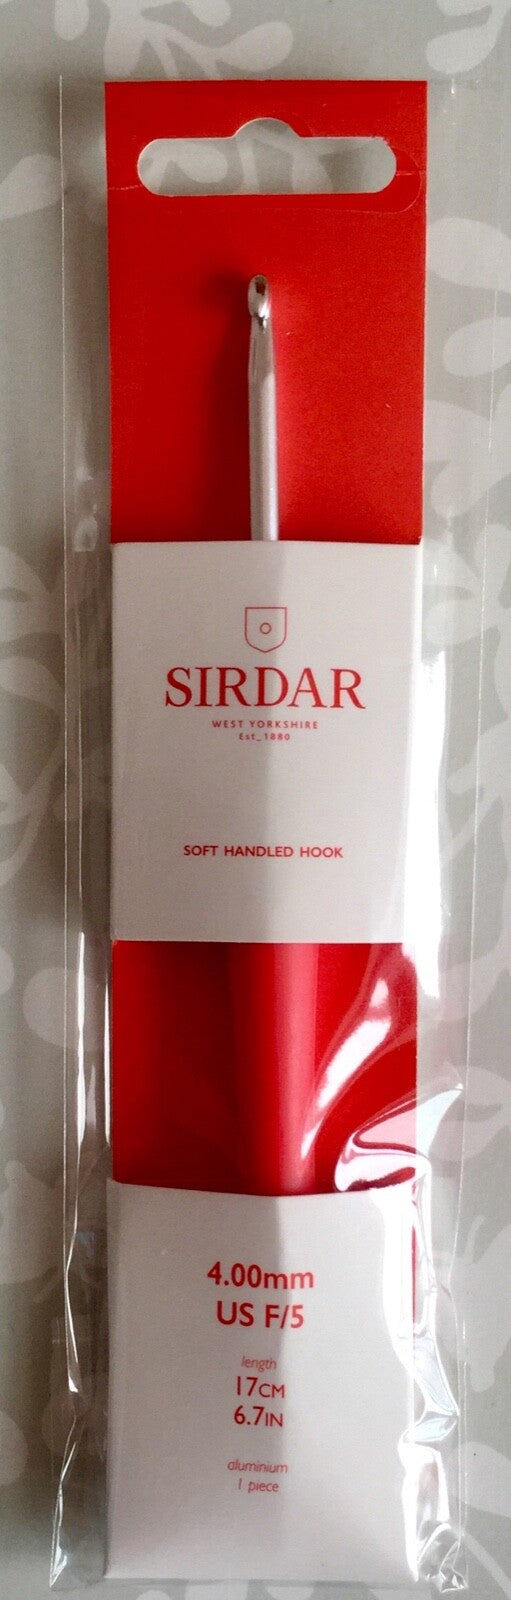 SIRDAR
WEST YORKSHIRE
Est_1880
SOFT HANDLED HOOK
4.00mm
US F/5
length
17CM
6.7IN
aluminium
1 piece